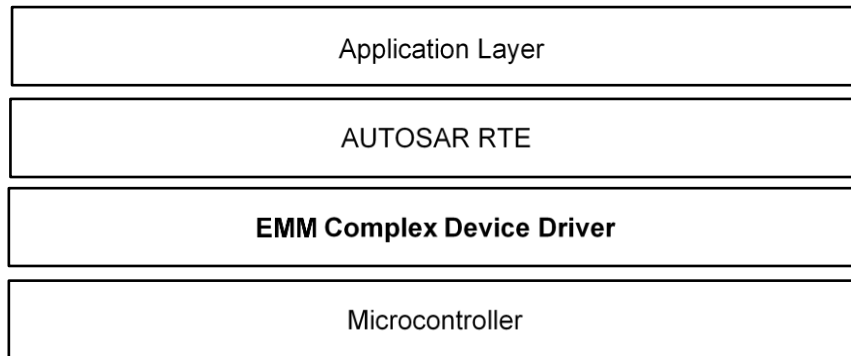 Application Layer
AUTOSAR RTE
EMM Complex Device Driver
Microcontroller